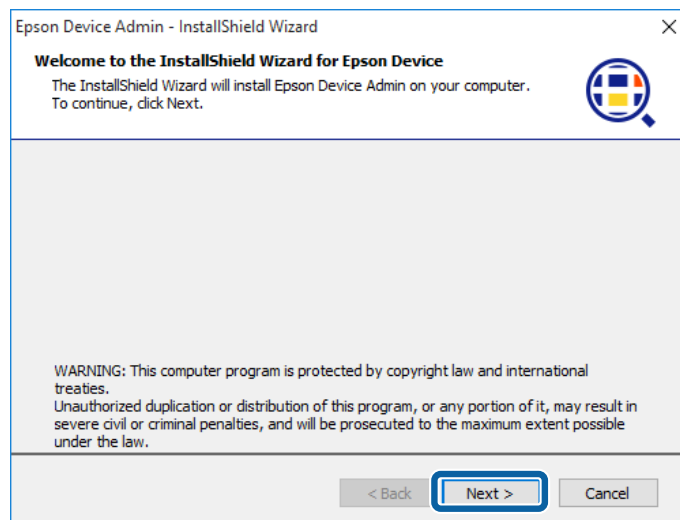 Epson Device Admin - InstallShield Wizard
Welcome to the InstallShield Wizard for Epson Device
The InstallShield Wizard will install Epson Device Admin on your computer.
To continue, click Next.
WARNING: This computer program is protected by copyright law and international
treaties.
Unauthorized duplication or distribution of this program, or any portion of it, may result in
severe civil or criminal penalties, and will be prosecuted to the maximum extent possible
under the law.
< Back Next > Cancel